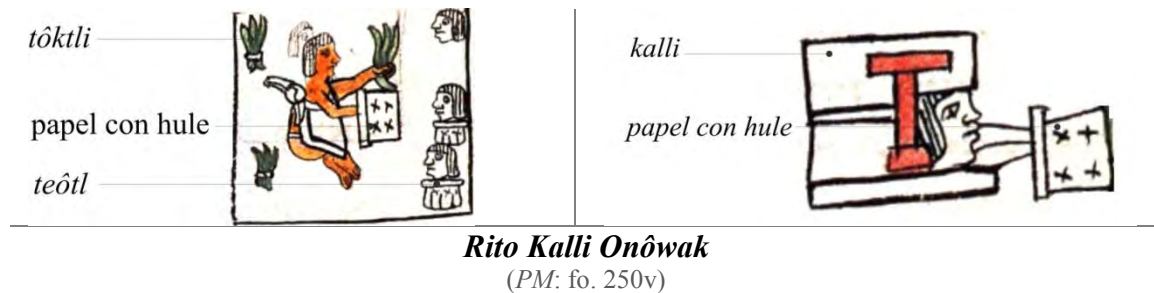 tôktli
papel con hule
teôtl
kalli
papel con hule
Rito Kalli Onôwak
(PM: fo. 250v)